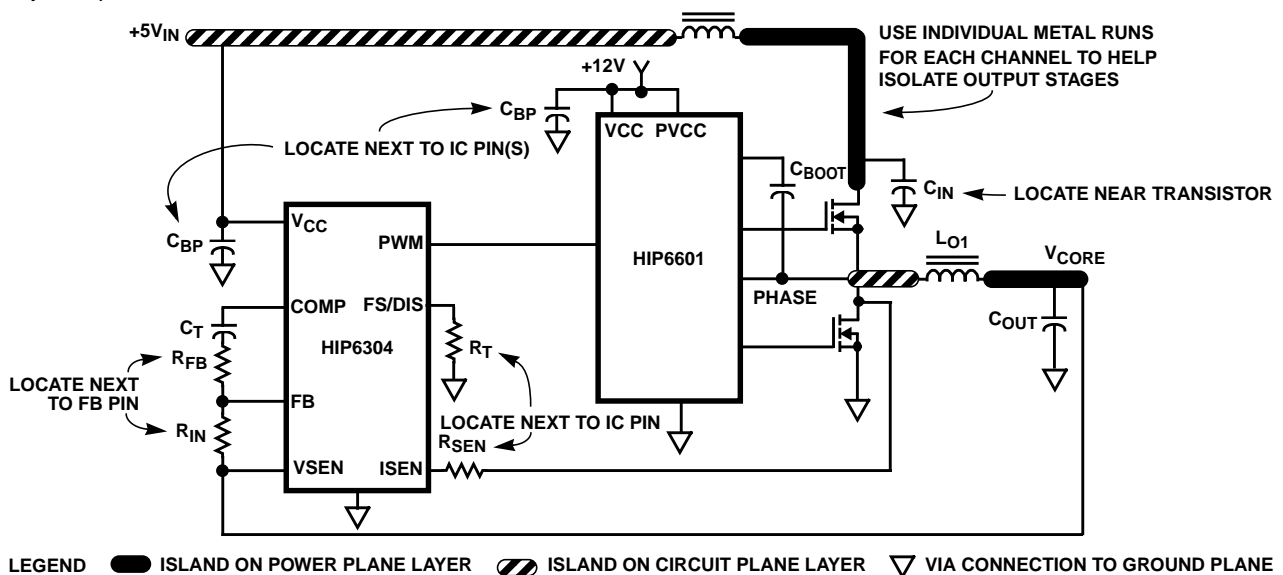 +5VIN
USE INDIVIDUAL METAL RUNS
FOR EACH CHANNEL TO HELP
ISOLATE OUTPUT STAGES
+12V
CBP
VCC PVCC
LOCATE NEXT TO IC PIN(S)
CBOOT
CIN
LOCATE NEAR TRANSISTOR
VCC
CBP
PWM
HIP6601
LO1
VCORE
COMP
FS/DIS
PHASE
COUT
CT
HIP6304
RT
RFB
LOCATE NEXT
TO FB PIN
FB
RIN
LOCATE NEXT TO IC PIN
RSEN
VSEN
ISEN
LEGEND ISLAND ON POWER PLANE LAYER ISLAND ON CIRCUIT PLANE LAYER VIA CONNECTION TO GROUND PLANE